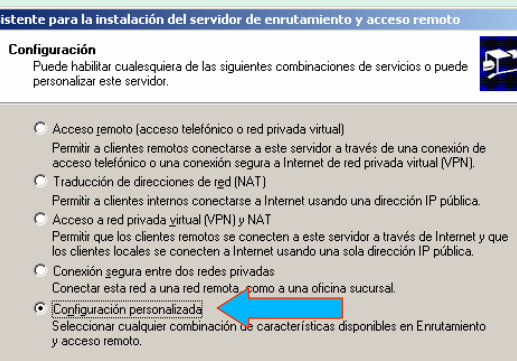 sistente para la instalación del servidor de enrutamiento y acceso remoto
Configuración
Puede habilitar cualesquiera de las siguientes combinaciones de servicios o puede
personalizar este servidor.
Acceso remoto (acceso telefónico o red privada virtual)
Permitir a clientes remotos conectarse a este servidor a través de una conexión de
acceso telefónico o una conexión segura a Internet de red privada virtual (VPN).
Traducción de direcciones de red (NAT)
Permitir a clientes internos conectarse a Internet usando una dirección IP pública.
Acceso a red privada virtual (VPN) y NAT
Permitir que los clientes remotos se conecten a este servidor a través de Internet y que
los clientes locales se conecten a Internet usando una sola dirección IP pública.
Conexión segura entre dos redes privadas
Conectar esta red a una red remota, como a una oficina sucursal.
Configuración personalizada
Seleccionar cualquier combinación de características disponibles en Enrutamiento
y acceso remoto.